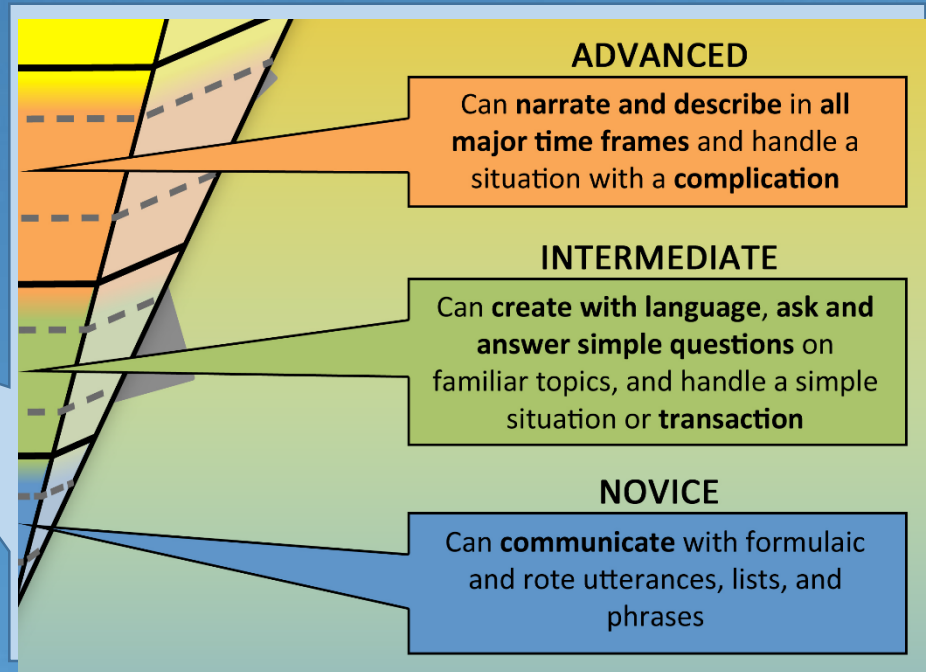 ADVANCED
Can narrate and describe in all
major time frames and handle a
situation with a complication
INTERMEDIATE
Can create with language, ask and
answer simple questions on
familiar topics, and handle a simple
situation or transaction
NOVICE
Can communicate with formulaic
and rote utterances, lists, and
phrases